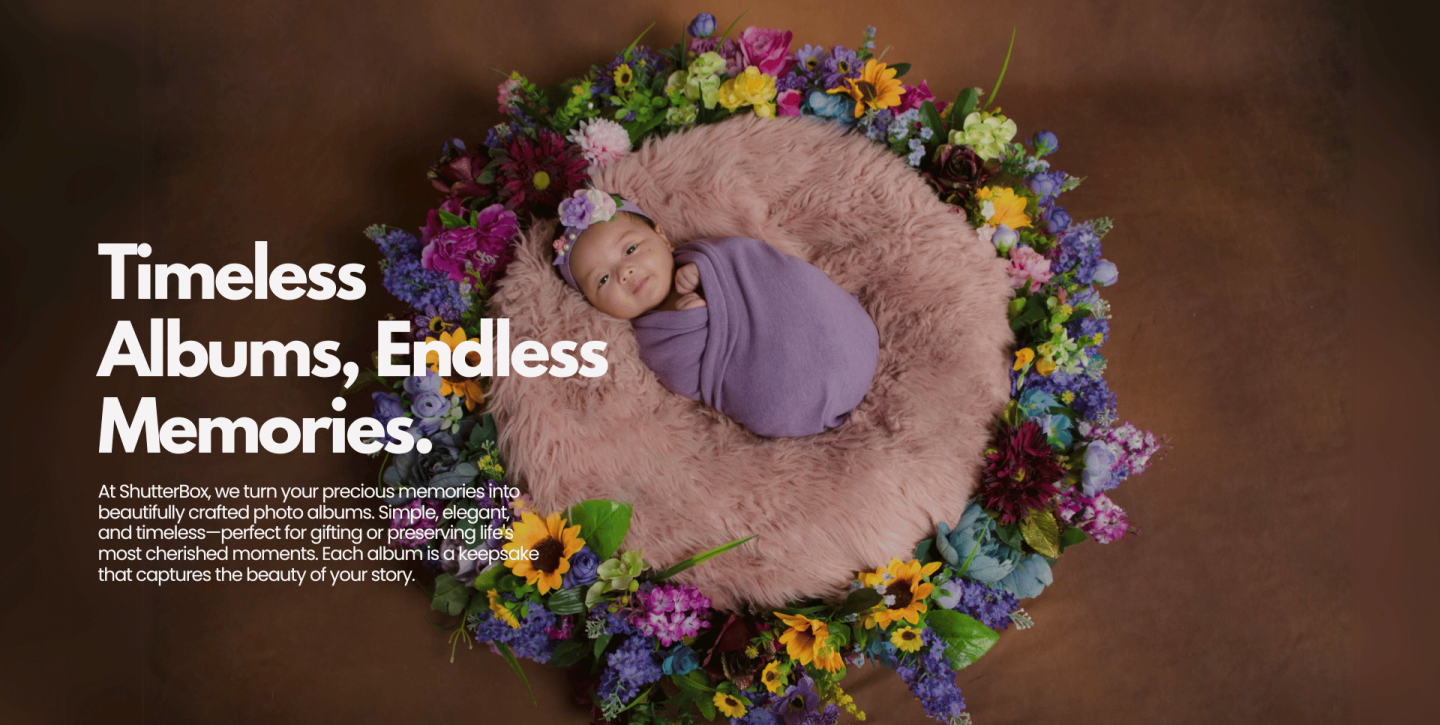 Timeless
Albums, Endless
Memories.
At ShutterBox, we turn your precious memories into
beautifully crafted photo albums. Simple, elegant,
and timeless—perfect for gifting or preserving life's
most cherished moments. Each album is a keepsake
that captures the beauty of your story.